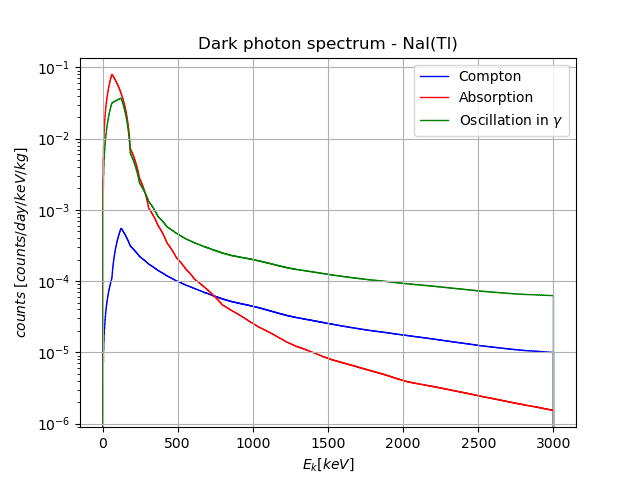 Dark photon spectrum - NaI(Tl)
Compton
Absorption
Oscillation in γ
counts [counts/day/keV/kg]
10⁻¹
10⁻²
10⁻³
10⁻⁴
10⁻⁵
10⁻⁶
0 500 1000 1500 2000 2500 3000
E_k[keV]